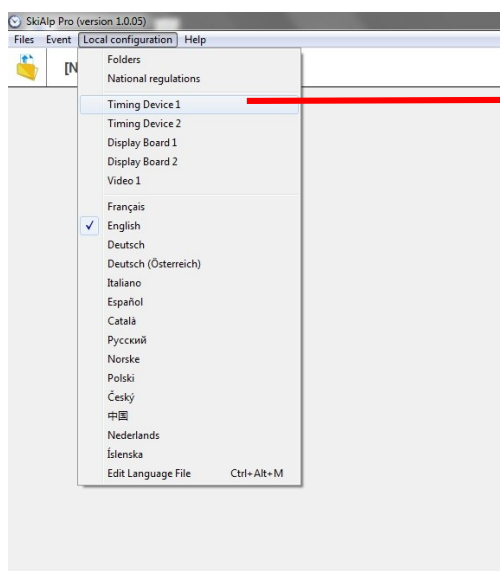 SkiAlp Pro (version 1.0.05)
Files Event Local configuration Help
[N
Folders
National regulations
Timing Device 1
Timing Device 2
Display Board 1
Display Board 2
Video 1
Français
English
Deutsch
Deutsch (Österreich)
Italiano
Español
Català
Русский
Norske
Polski
Český
中国
Nederlands
Íslenska
Edit Language File Ctrl+Alt+M